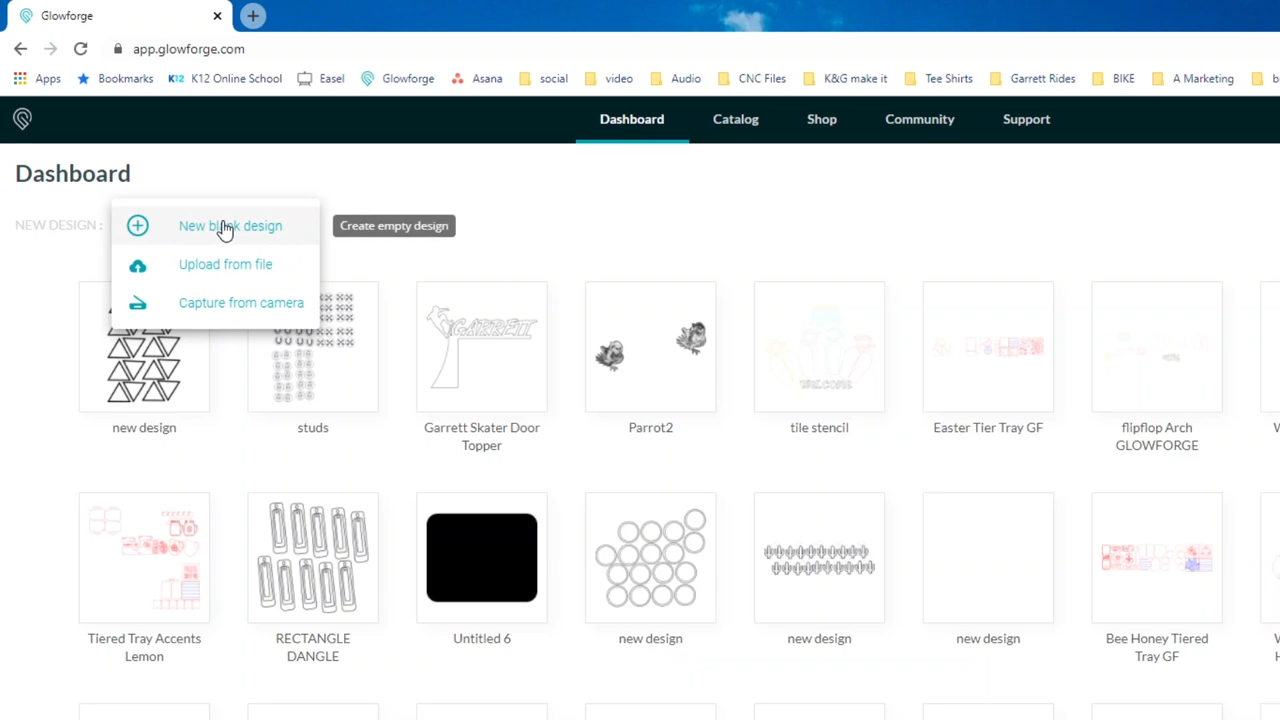 Glowforge
app.glowforge.com
Apps Bookmarks K12 K12 Online School Easel Glowforge Asana social video Audio CNC Files K&G make it Tee Shirts Garrett Rides BIKE A Marketing
Dashboard Catalog Shop Community Support
Dashboard
NEW DESIGN :
New blank design
Create empty design
Upload from file
Capture from camera
GARRETT
WELCOME
new design
studs
Garrett Skater Door
Topper
Parrot2
tile stencil
Easter Tier Tray GF
flipflop Arch
GLOWFORGE
Tiered Tray Accents
Lemon
RECTANGLE
DANGLE
Untitled 6
new design
new design
new design
Bee Honey Tiered
Tray GF